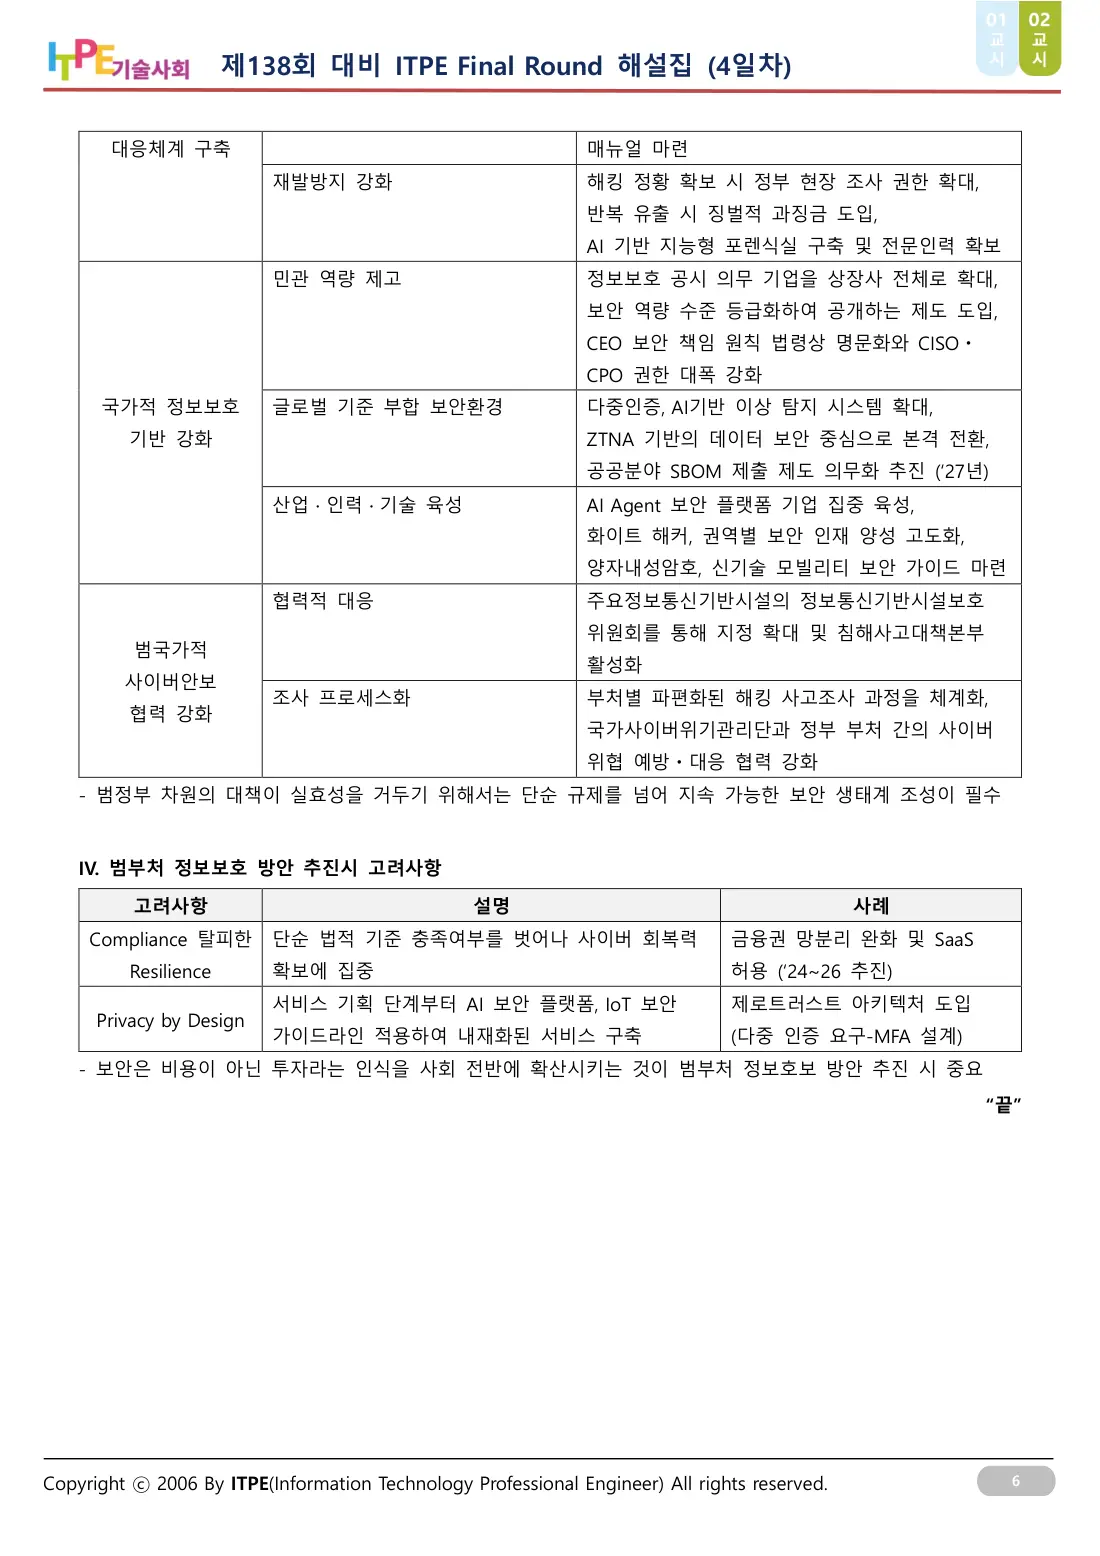 ITPE기술사회 제138회 대비 ITPE Final Round 해설집 (4일차)
01
교
시
02
교
시
대응체계 구축
매뉴얼 마련
재발방지 강화
해킹 정황 확보 시 정부 현장 조사 권한 확대,
반복 유출 시 징벌적 과징금 도입,
AI 기반 지능형 포렌식실 구축 및 전문인력 확보
국가적 정보보호
기반 강화
민관 역량 제고
정보보호 공시 의무 기업을 상장사 전체로 확대,
보안 역량 수준 등급화하여 공개하는 제도 도입,
CEO 보안 책임 원칙 법령상 명문화와 CISO・
CPO 권한 대폭 강화
글로벌 기준 부합 보안환경
다중인증, AI기반 이상 탐지 시스템 확대,
ZTNA 기반의 데이터 보안 중심으로 본격 전환,
공공분야 SBOM 제출 제도 의무화 추진 (’27년)
산업·인력·기술 육성
AI Agent 보안 플랫폼 기업 집중 육성,
화이트 해커, 권역별 보안 인재 양성 고도화,
양자내성암호, 신기술 모빌리티 보안 가이드 마련
범국가적
사이버안보
협력 강화
협력적 대응
주요정보통신기반시설의 정보통신기반시설보호
위원회를 통해 지정 확대 및 침해사고대책본부
활성화
조사 프로세스화
부처별 파편화된 해킹 사고조사 과정을 체계화,
국가사이버위기관리단과 정부 부처 간의 사이버
위협 예방・대응 협력 강화
- 범정부 차원의 대책이 실효성을 거두기 위해서는 단순 규제를 넘어 지속 가능한 보안 생태계 조성이 필수
IV. 범부처 정보보호 방안 추진시 고려사항
고려사항 설명 사례
Compliance 탈피한
Resilience
단순 법적 기준 충족여부를 벗어나 사이버 회복력
확보에 집중
금융권 망분리 완화 및 SaaS
허용 (‘24~26 추진)
Privacy by Design
서비스 기획 단계부터 AI 보안 플랫폼, IoT 보안
가이드라인 적용하여 내재화된 서비스 구축
제로트러스트 아키텍처 도입
(다중 인증 요구-MFA 설계)
- 보안은 비용이 아닌 투자라는 인식을 사회 전반에 확산시키는 것이 범부처 정보호보 방안 추진 시 중요
“끝”
Copyright ⓒ 2006 By ITPE(Information Technology Professional Engineer) All rights reserved.
6